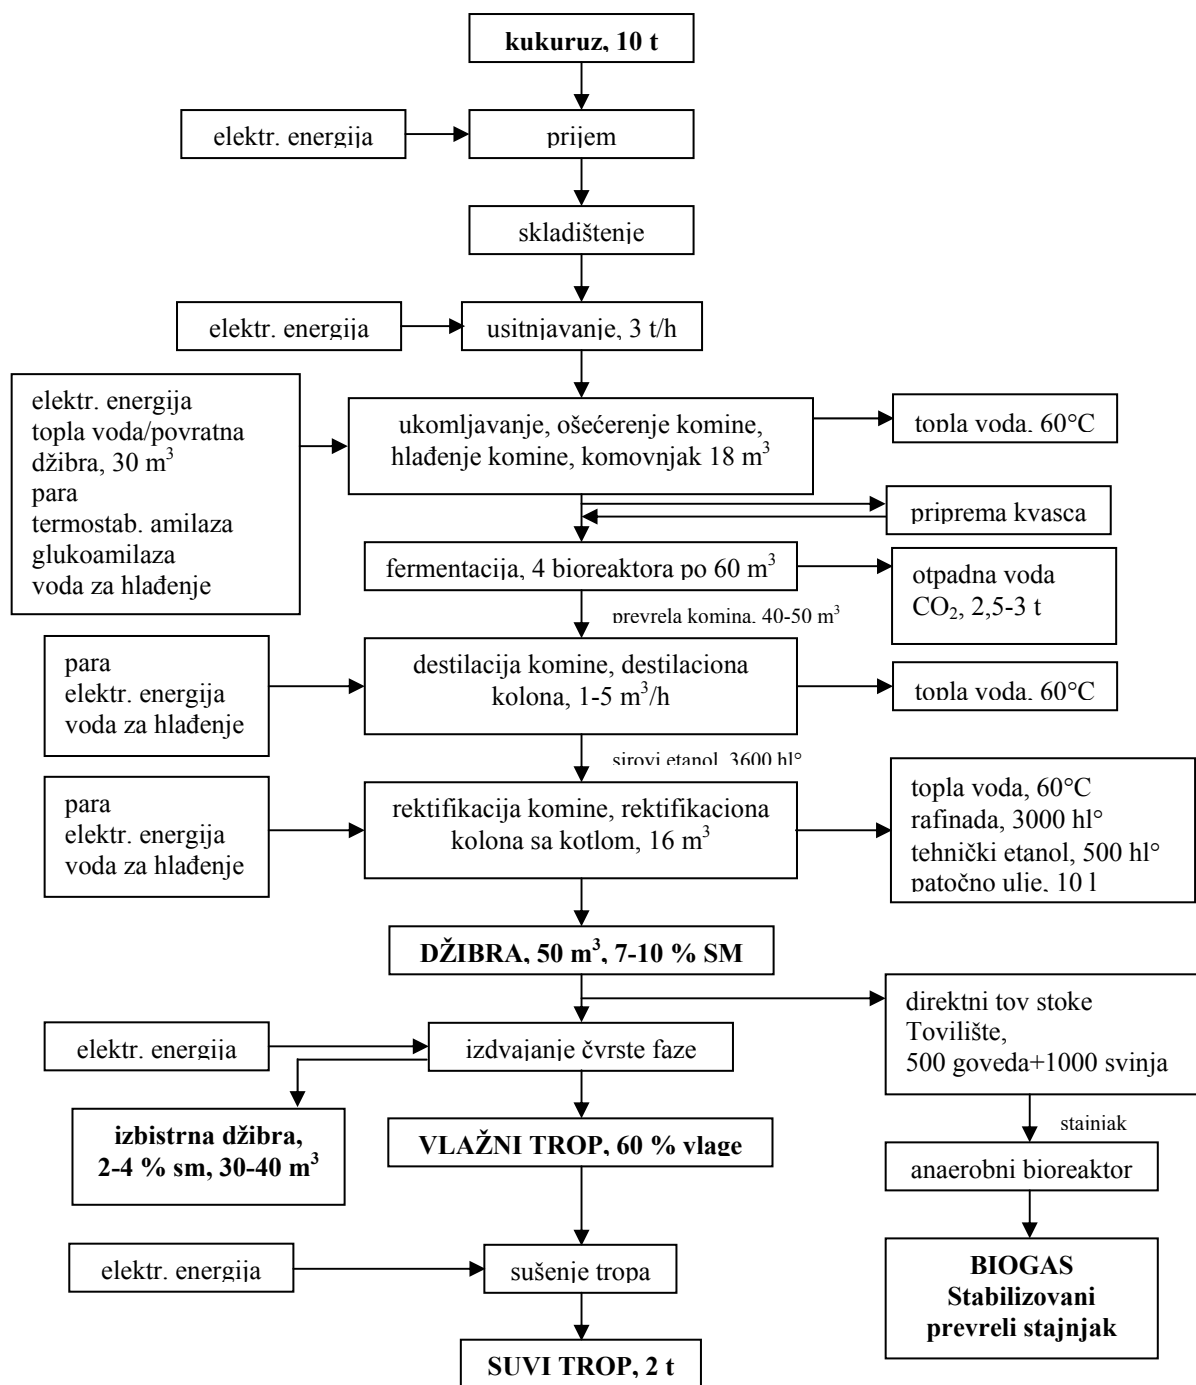 kukuruz, 10 t
elektr. energija
prijem
skladištenje
elektr. energija
usitnjavanje, 3 t/h
elektr. energija
topla voda/povratna
džibra, 30 m³
para
termostab. amilaza
glukoamilaza
voda za hlađenje
ukomljavanje, ošećerenje komine,
hlađenje komine, komovnjak 18 m³
topla voda, 60°C
priprema kvasca
fermentacija, 4 bioreaktora po 60 m³
otpadna voda
CO₂, 2,5-3 t
prevrela komina, 40-50 m³
para
elektr. energija
voda za hlađenje
destilacija komine, destilaciona
kolona, 1-5 m³/h
topla voda, 60°C
sirovi etanol, 3600 hl°
para
elektr. energija
voda za hlađenje
rektifikacija komine, rektifikaciona
kolona sa kotlom, 16 m³
topla voda, 60°C
rafinada, 3000 hl°
tehnički etanol, 500 hl°
patočno ulje, 10 l
DŽIBRA, 50 m³, 7-10 % SM
direktni tov stoke
Tovilište,
500 goveda+1000 svinja
elektr. energija
izdvajanje čvrste faze
izbistrna džibra,
2-4 % sm, 30-40 m³
VLAŽNI TROP, 60 % vlage
stajnjak
anaerobni bioreaktor
elektr. energija
sušenje tropa
BIOGAS
Stabilizovani
prevreli stajnjak
SUVI TROP, 2 t